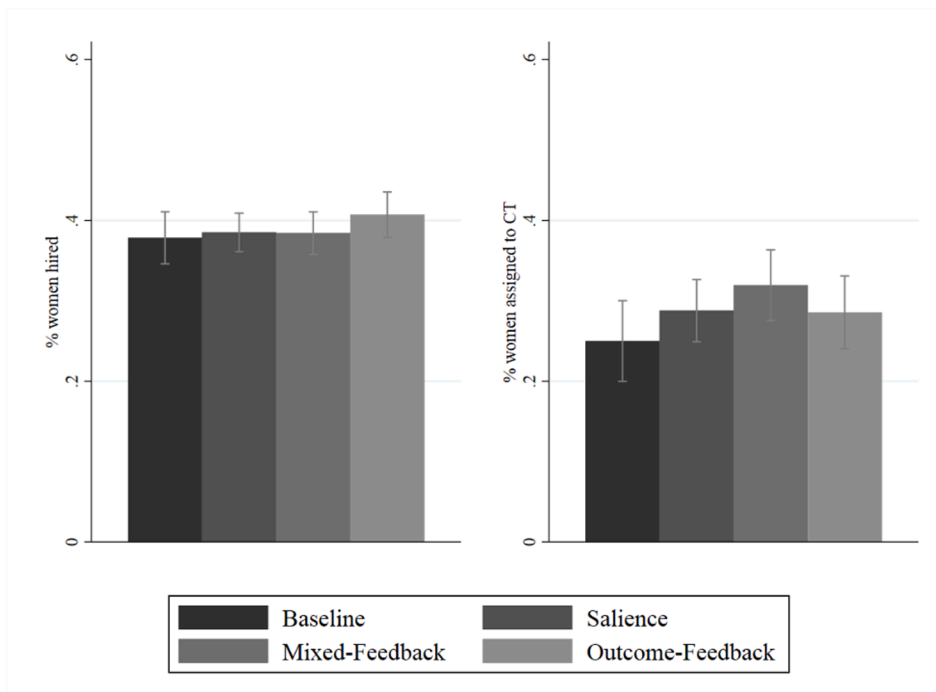 % women hired
.6
.4
.2
0
% women assigned to CT
.6
.4
.2
0
Baseline
Salience
Mixed-Feedback
Outcome-Feedback